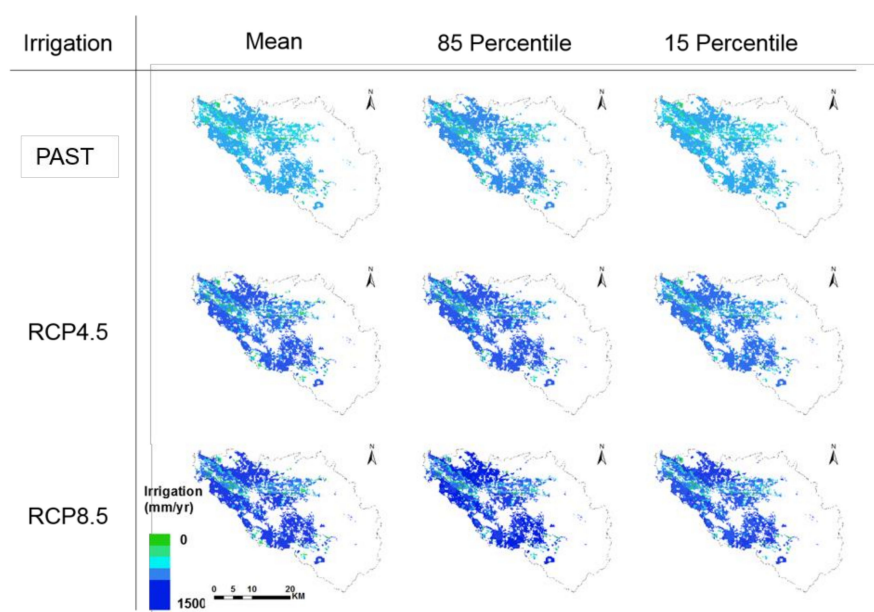 Irrigation Mean 85 Percentile 15 Percentile
N N N
PAST
N N N
RCP4.5
N N N
RCP8.5
Irrigation
(mm/yr)
0
1500
0 5 10 20
KM